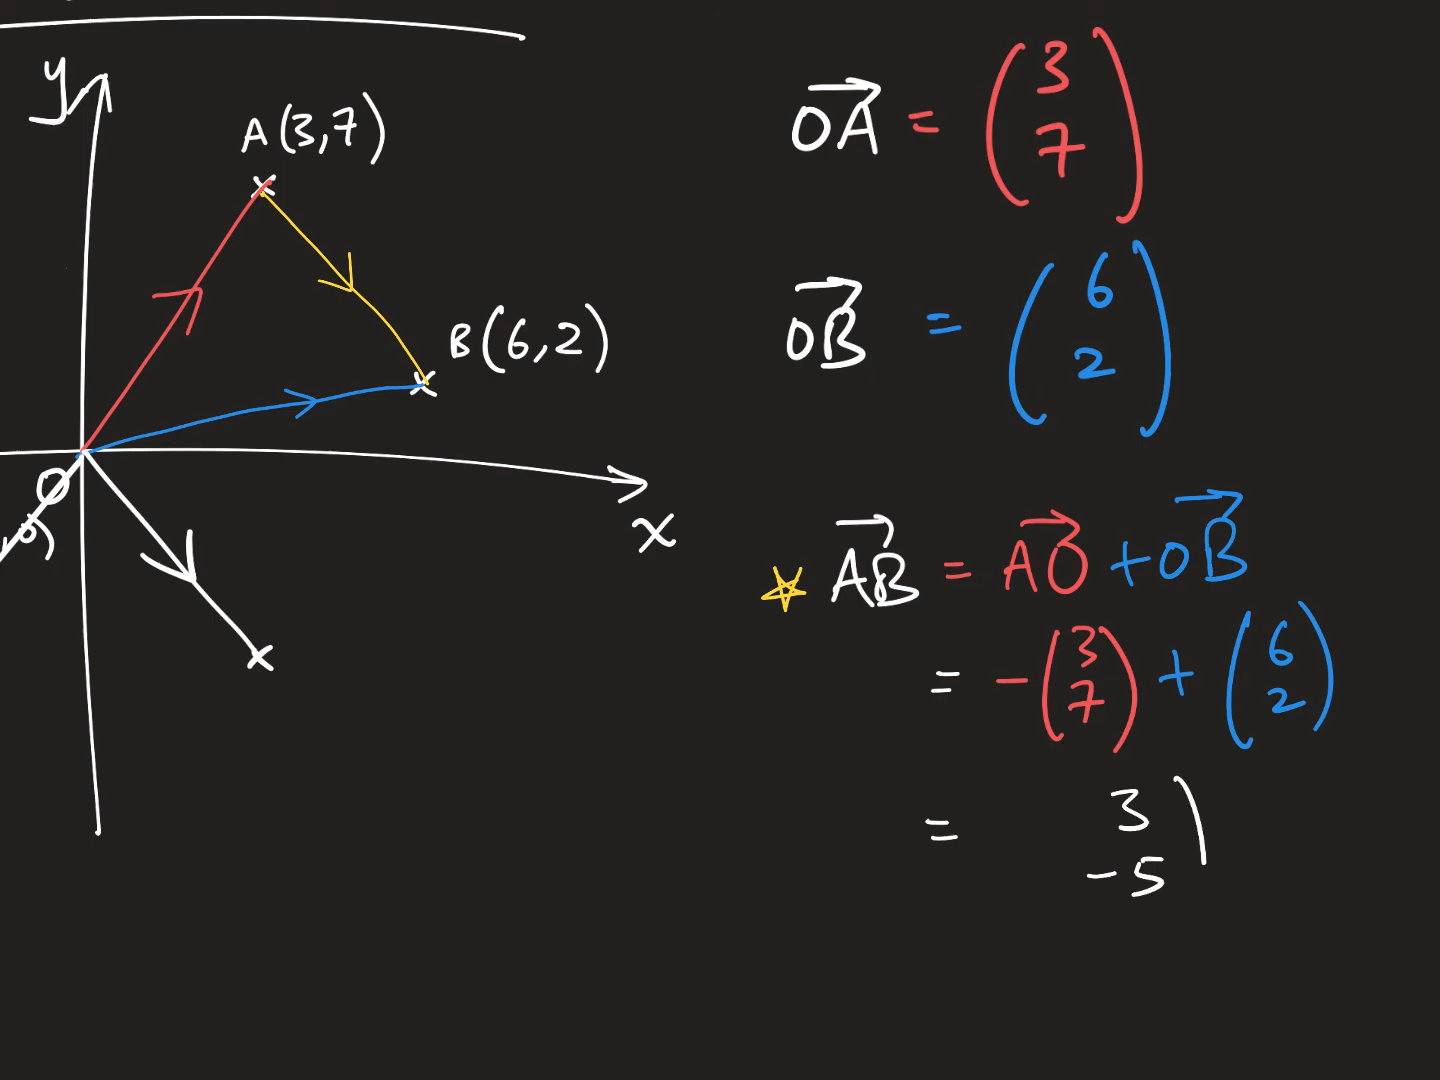 y
A(3,7)
B(6,2)
O
x
OA = (3
7)
OB = (6
2)
☆ AB = AO + OB
= -(3
7) + (6
2)
= 3
-5)